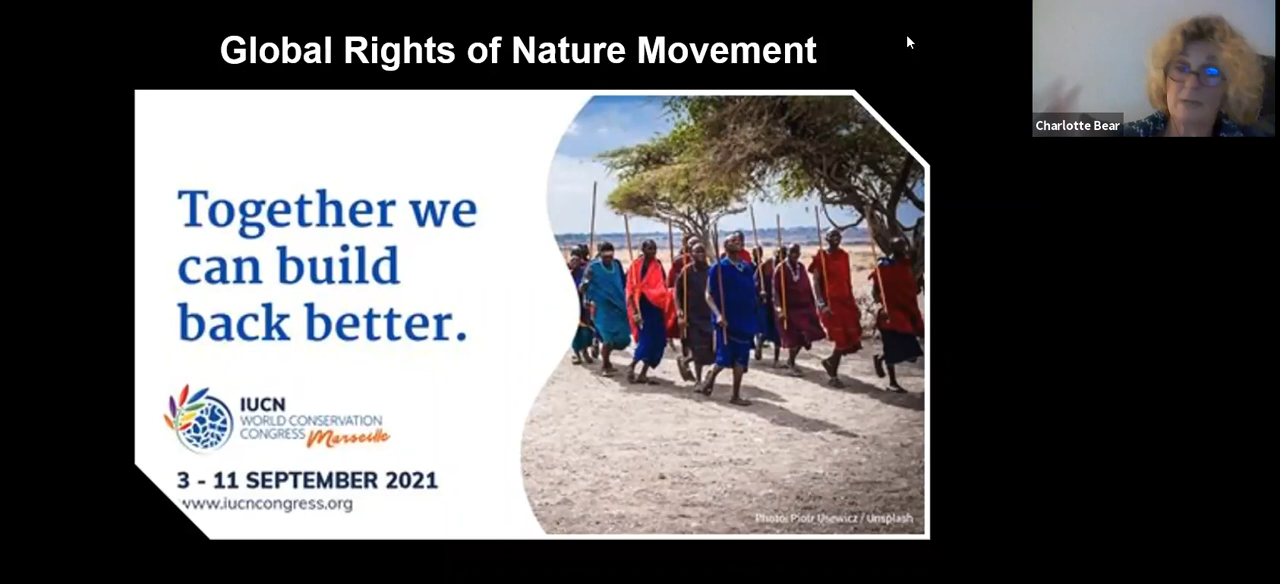 Global Rights of Nature Movement
Charlotte Bear
Together we
can build
back better.
IUCN
WORLD CONSERVATION
CONGRESS Marseille
3 - 11 SEPTEMBER 2021
www.iucncongress.org
Photo: Piotr Usewicz / Unsplash